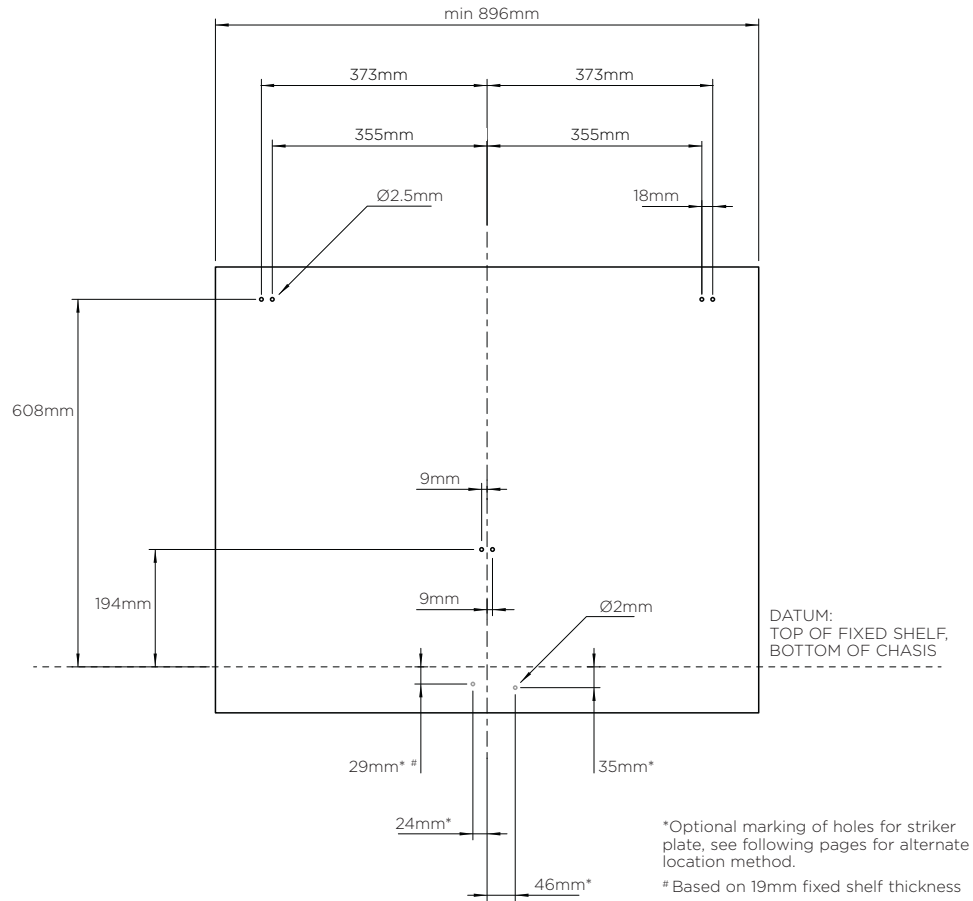 min 896mm
373mm
373mm
355mm
355mm
Ø2.5mm
18mm
608mm
9mm
194mm
9mm
Ø2mm
DATUM:
TOP OF FIXED SHELF,
BOTTOM OF CHASIS
29mm* #
35mm*
24mm*
46mm*
*Optional marking of holes for striker
plate, see following pages for alternate
location method.
# Based on 19mm fixed shelf thickness